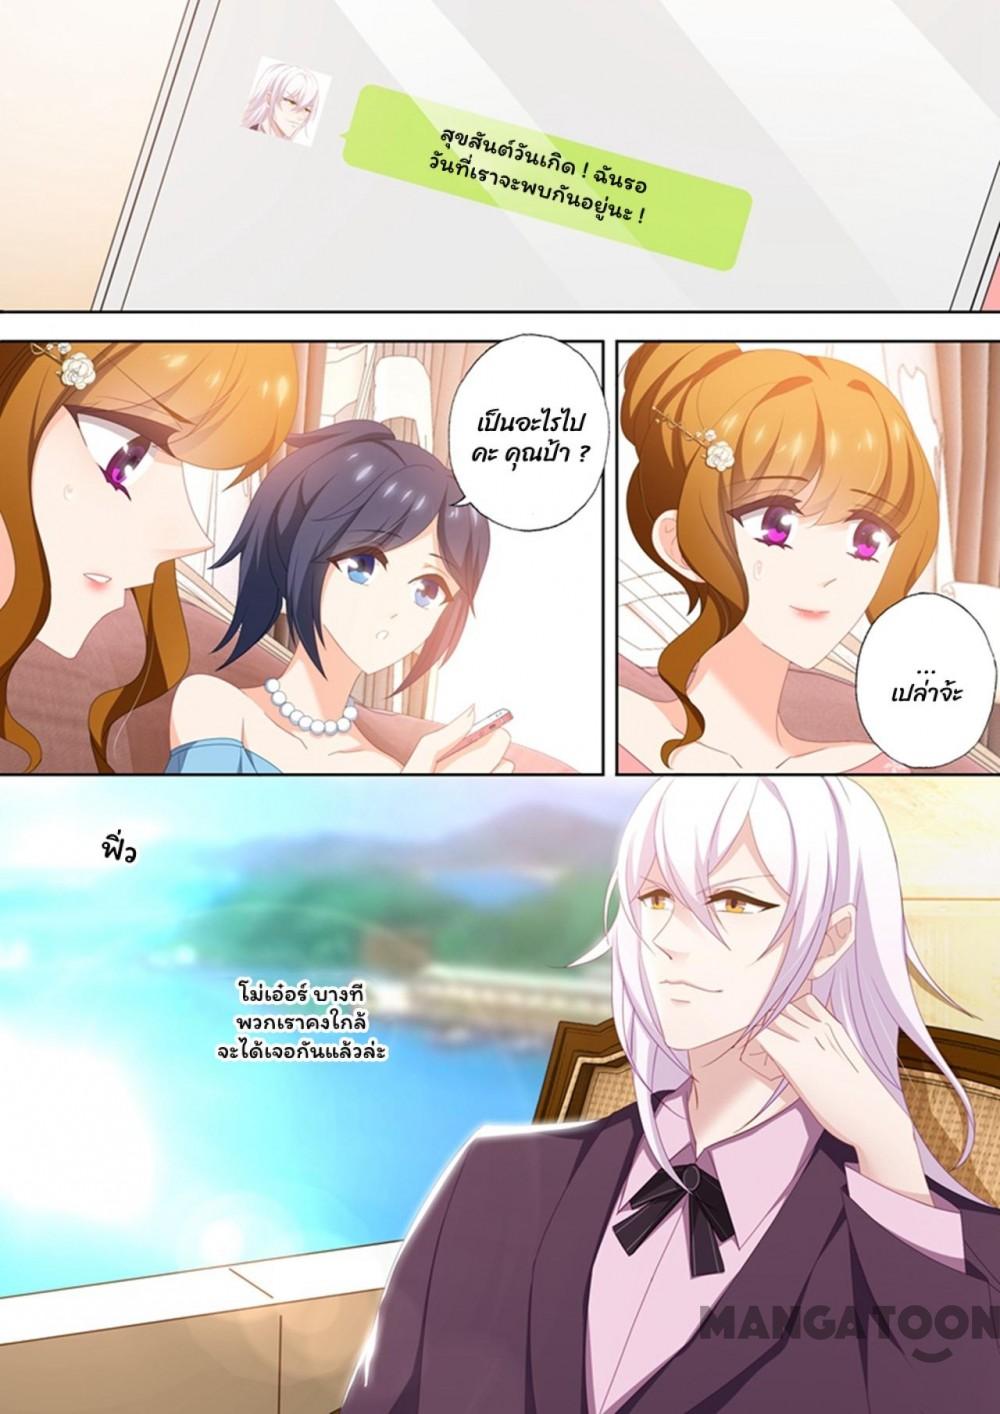 สุขสันต์วันเกิด ! ฉันรอ
วันที่เราจะพบกันอยู่นะ !
เป็นอะไรไป
คะ คุณป้า ?
...
เปล่าจ้ะ
ฟิ่ว
โม่เอ๋อร์ บางที
พวกเราคงใกล้
จะได้เจอกันแล้วล่ะ
MANGATOON